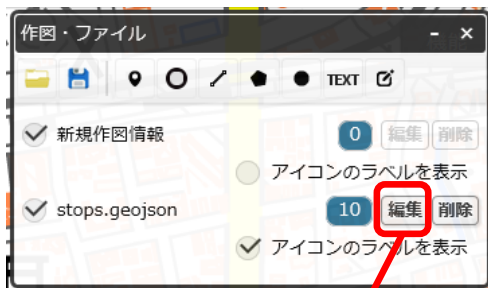 作図・ファイル
TEXT
新規作図情報 0 編集 削除
アイコンのラベルを表示
stops.geojson 10 編集 削除
アイコンのラベルを表示